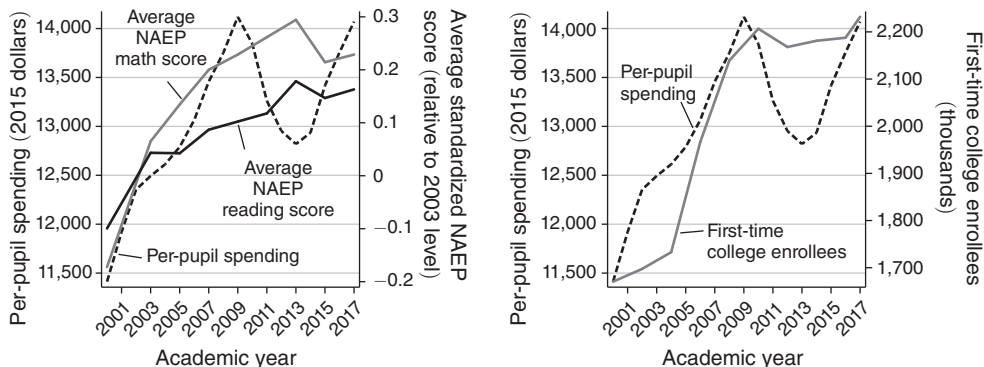 Per-pupil spending (2015 dollars)
14,000
13,500
13,000
12,500
12,000
11,500
Average
NAEP
math score
Average
NAEP
reading score
Per-pupil spending
0.3
0.2
0.1
0
−0.1
−0.2
Average standardized NAEP
score (relative to 2003 level)
2001
2003
2005
2007
2009
2011
2013
2015
2017
Academic year
Per-pupil spending (2015 dollars)
14,000
13,500
13,000
12,500
12,000
11,500
Per-pupil
spending
First-time
college enrollees
2,200
2,100
2,000
1,900
1,800
1,700
First-time college enrollees
(thousands)
2001
2003
2005
2007
2009
2011
2013
2015
2017
Academic year